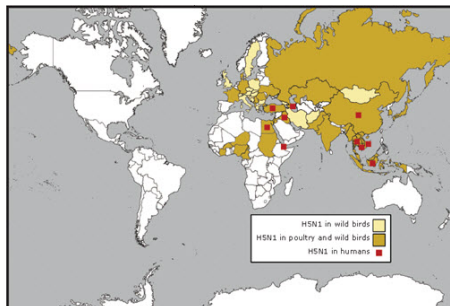 H5N1 in wild birds
H5N1 in poultry and wild birds
H5N1 in humans